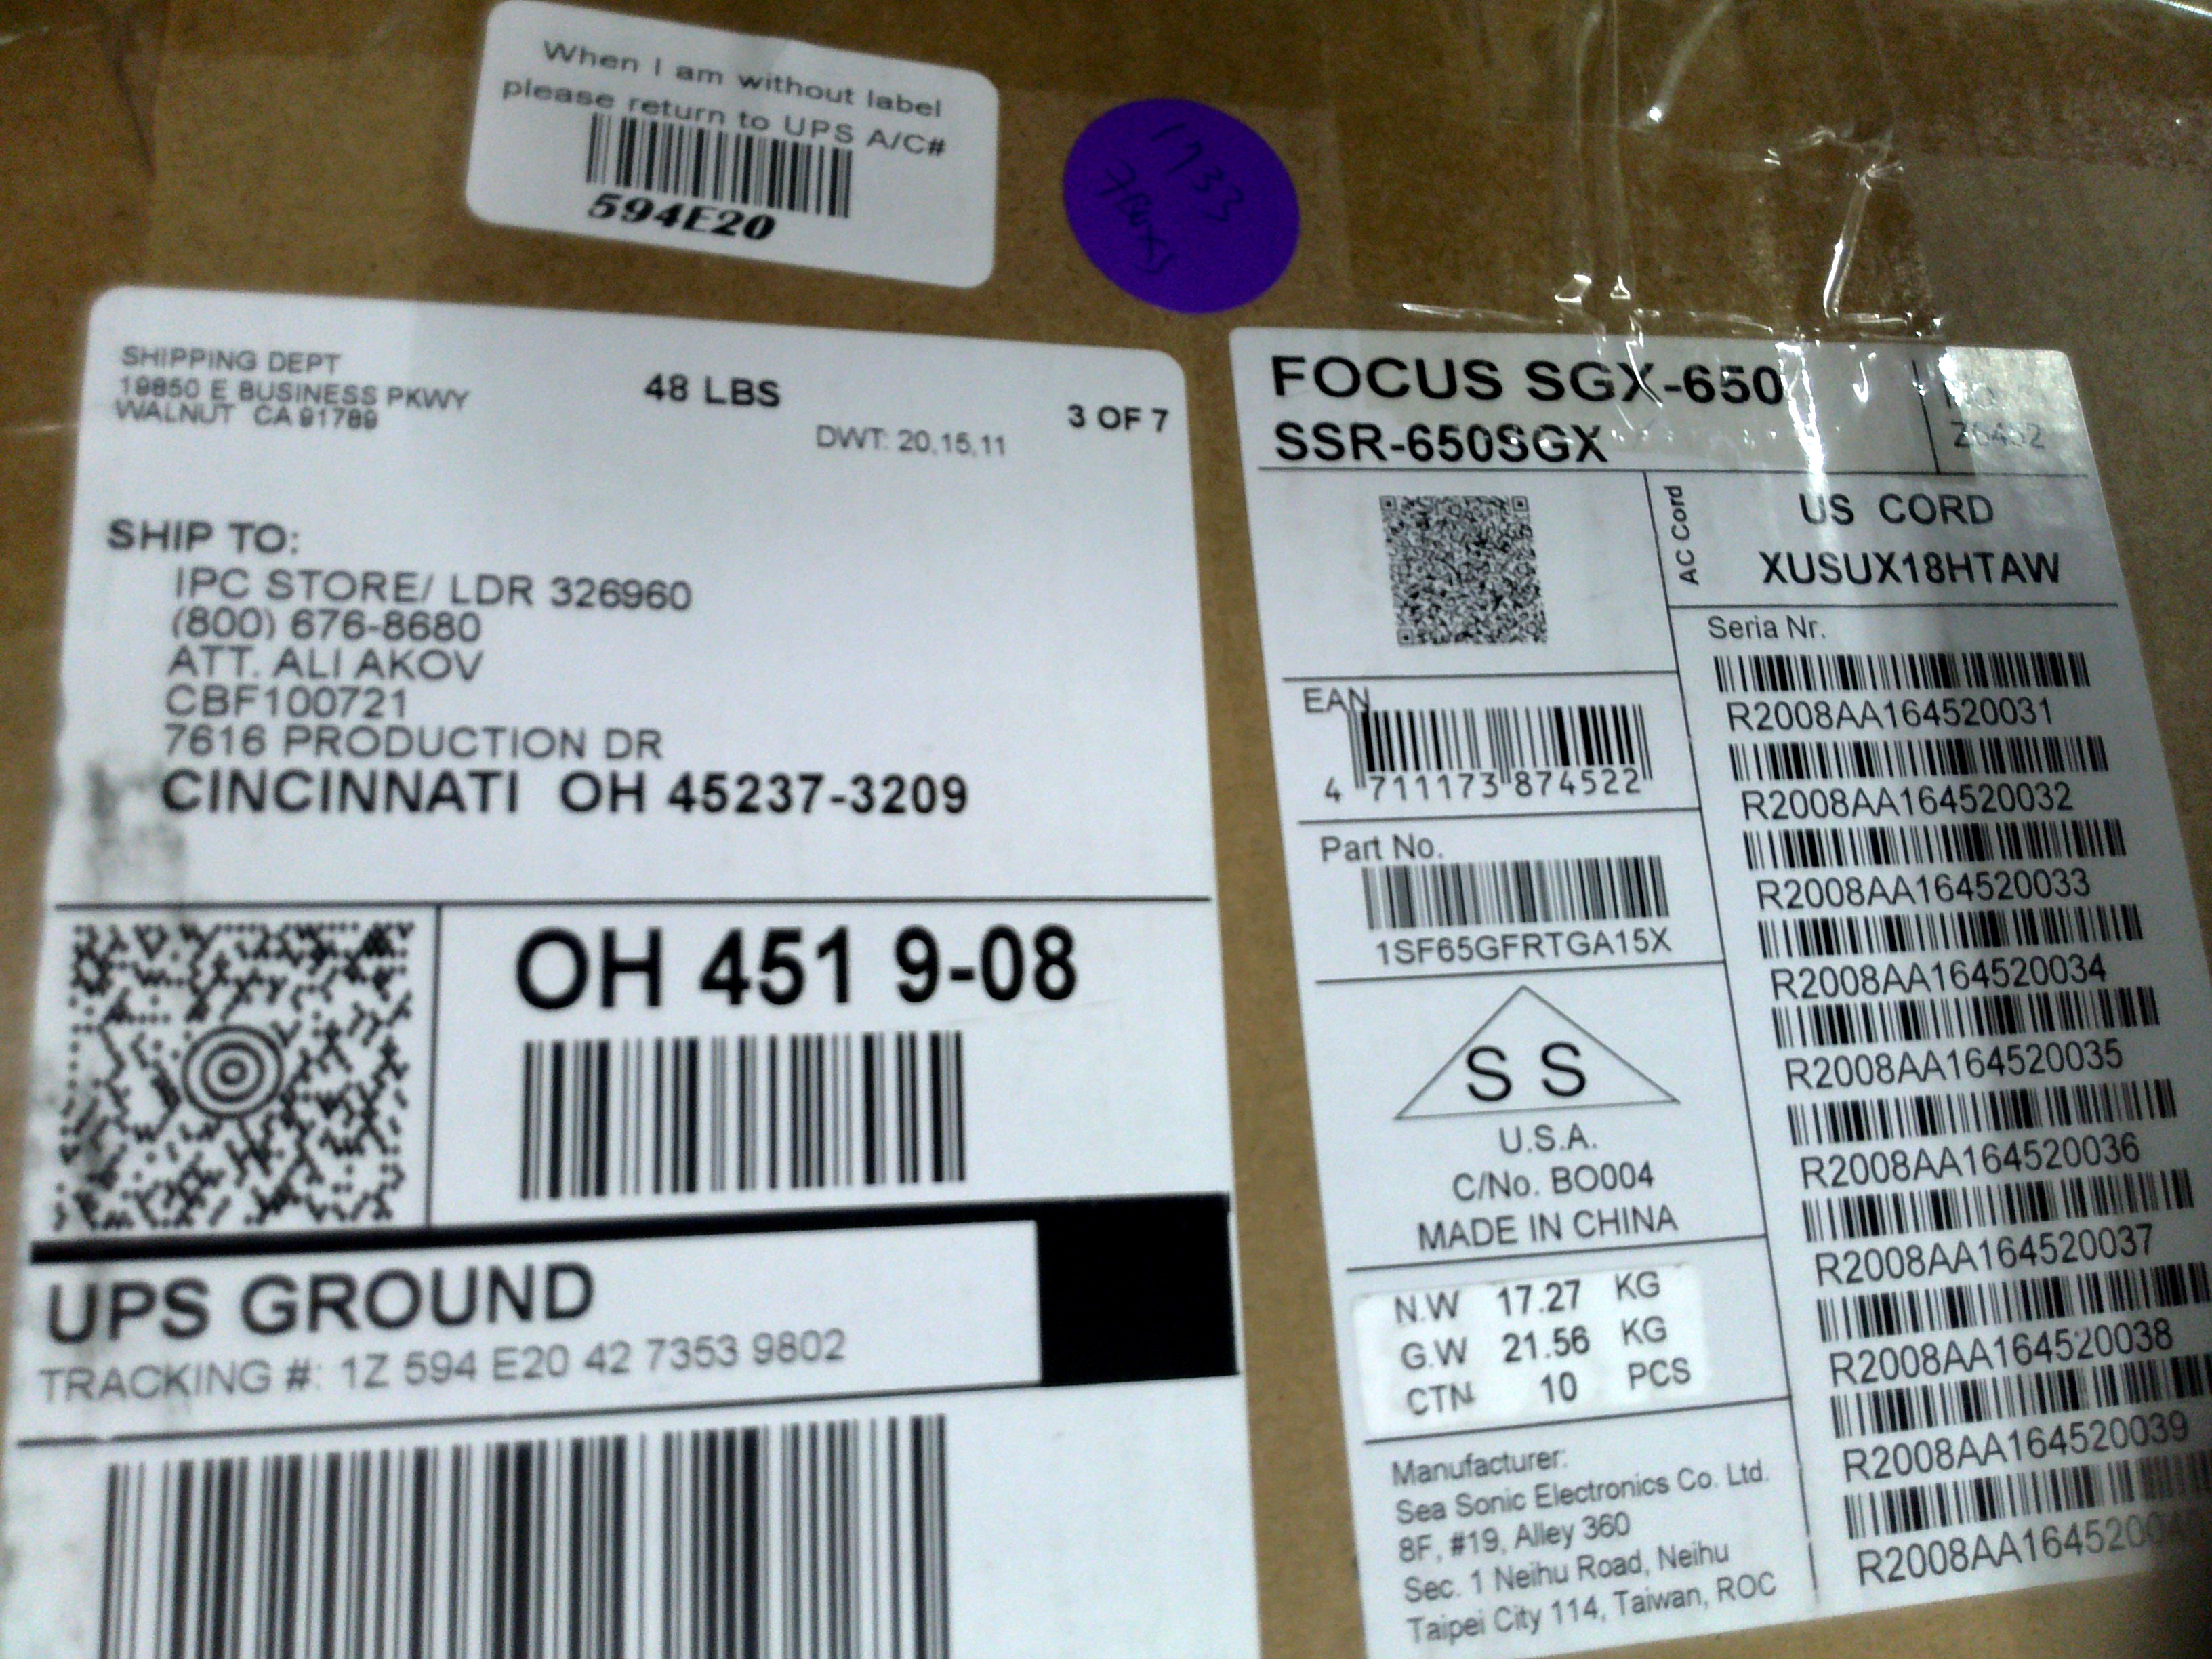 When I am without label
please return to UPS A/C#
594E20
1733
SHIPPING DEPT
19850 E BUSINESS PKWY
WALNUT CA 91789
48 LBS
3 OF 7
DWT: 20,15,11
SHIP TO:
IPC STORE/ LDR 326960
(800) 676-8680
ATT. ALI AKOV
CBF100721
7616 PRODUCTION DR
CINCINNATI OH 45237-3209
OH 451 9-08
UPS GROUND
TRACKING #: 1Z 594 E20 42 7353 9802
FOCUS SGX-650
SSR-650SGX
AC Cord
US CORD
XUSUX18HTAW
EAN
4 711173 874522
Part No.
1SF65GFRTGA15X
S S
U.S.A.
C/No. BO004
MADE IN CHINA
N.W 17.27 KG
G.W 21.56 KG
CTN 10 PCS
Manufacturer:
Sea Sonic Electronics Co. Ltd.
8F, #19, Alley 360
Sec. 1 Neihu Road, Neihu
Taipei City 114, Taiwan, ROC
Seria Nr.
R2008AA164520031
R2008AA164520032
R2008AA164520033
R2008AA164520034
R2008AA164520035
R2008AA164520036
R2008AA164520037
R2008AA164520038
R2008AA164520039